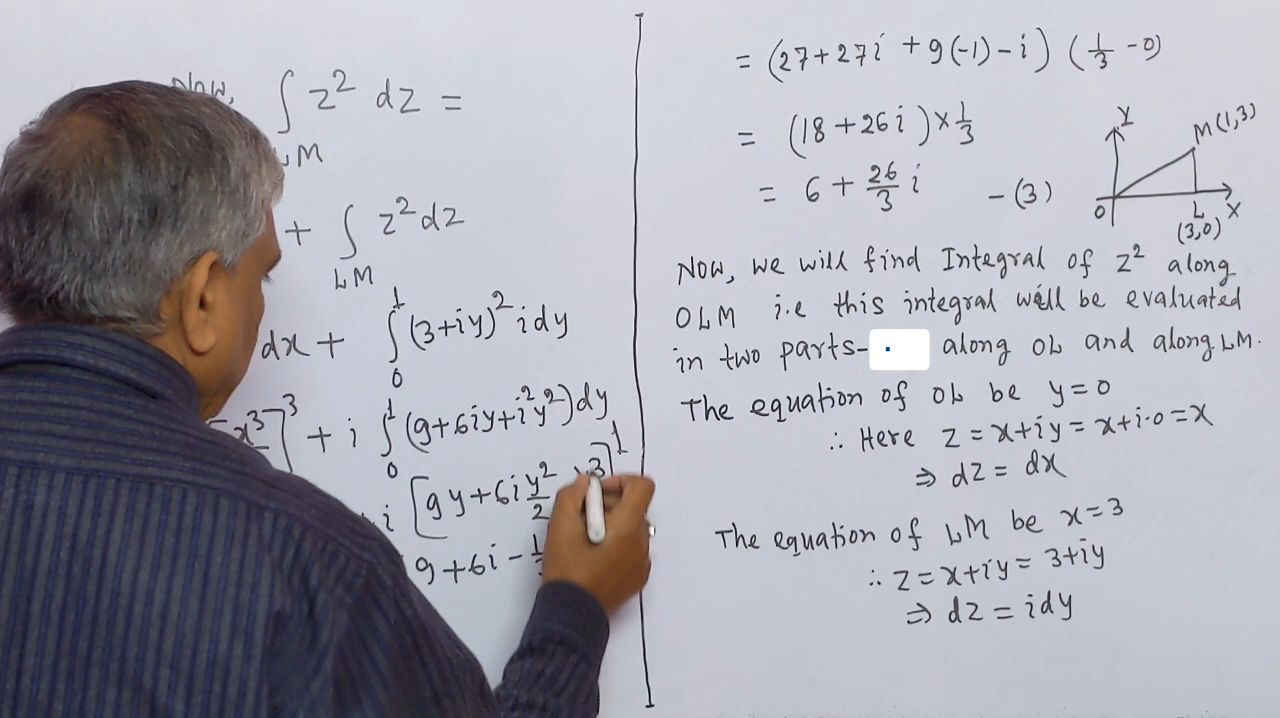 Now, ∫ z² dz =
LM
+ ∫ z² dz
LM
dx + ∫₀¹ (3+iy)² i dy
x³ ]³ + i ∫₀¹ (9+6iy+i²y²) dy
i [9y+6i y²/2 3]¹
9+6i - 1
= (27+27i + 9(-1) - i) (1/3 - 0)
= (18+26i) × 1/3
= 6 + 26/3 i - (3)
Y
M(1,3)
O
L
X
(3,0)
Now, we will find Integral of z² along
OLM i.e this integral will be evaluated
in two parts- along OL and along LM.
The equation of OL be y=0
∴ Here z = x+iy = x+i·0 = x
⇒ dz = dx
The equation of LM be x=3
∴ z = x+iy = 3+iy
⇒ dz = idy